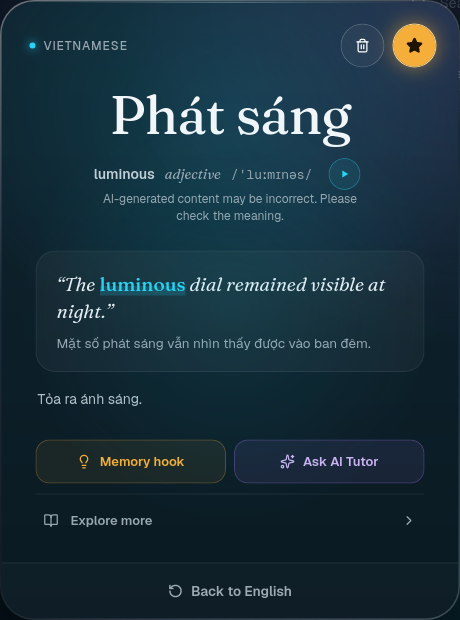 VIETNAMESE
Phát sáng
luminous adjective /ˈluːmɪnəs/
AI-generated content may be incorrect. Please
check the meaning.
“The luminous dial remained visible at
night.”
Mặt số phát sáng vẫn nhìn thấy được vào ban đêm.
Tỏa ra ánh sáng.
Memory hook
Ask AI Tutor
Explore more
Back to English